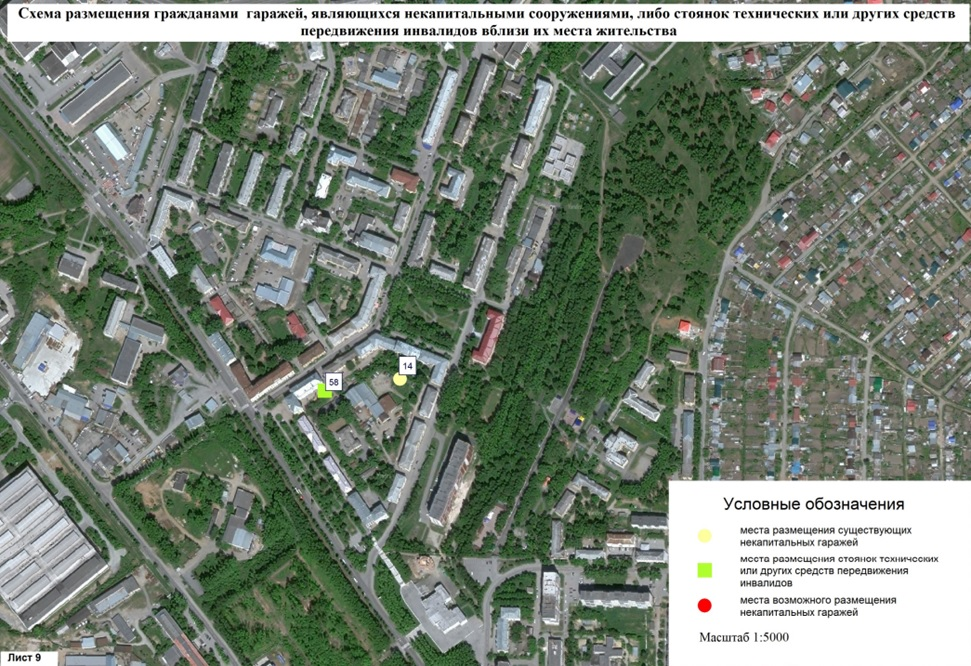 Схема размещения гражданами гаражей, являющихся некапитальными сооружениями, либо стоянок технических или других средств
передвижения инвалидов вблизи их места жительства
14
58
Условные обозначения
места размещения существующих
некапитальных гаражей
места размещения стоянок технических
или других средств передвижения
инвалидов
места возможного размещения
некапитальных гаражей
Масштаб 1:5000
Лист 9